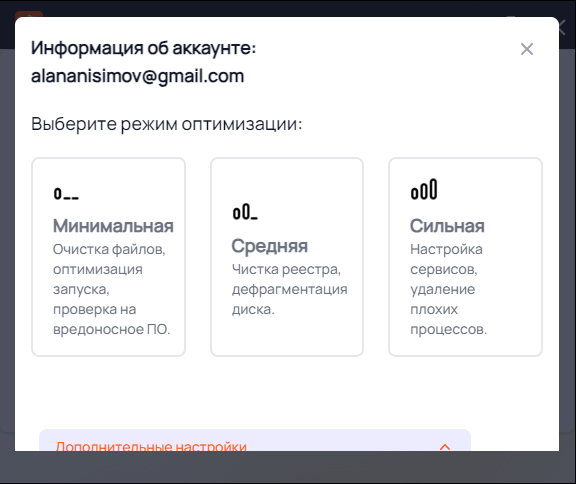 Информация об аккаунте:
alananisimov@gmail.com
Выберите режим оптимизации:
Минимальная
Очистка файлов,
оптимизация
запуска,
проверка на
вредоносное ПО.
Средняя
Чистка реестра,
дефрагментация
диска.
Сильная
Настройка
сервисов,
удаление
плохих
процессов.
Дополнительные настройки